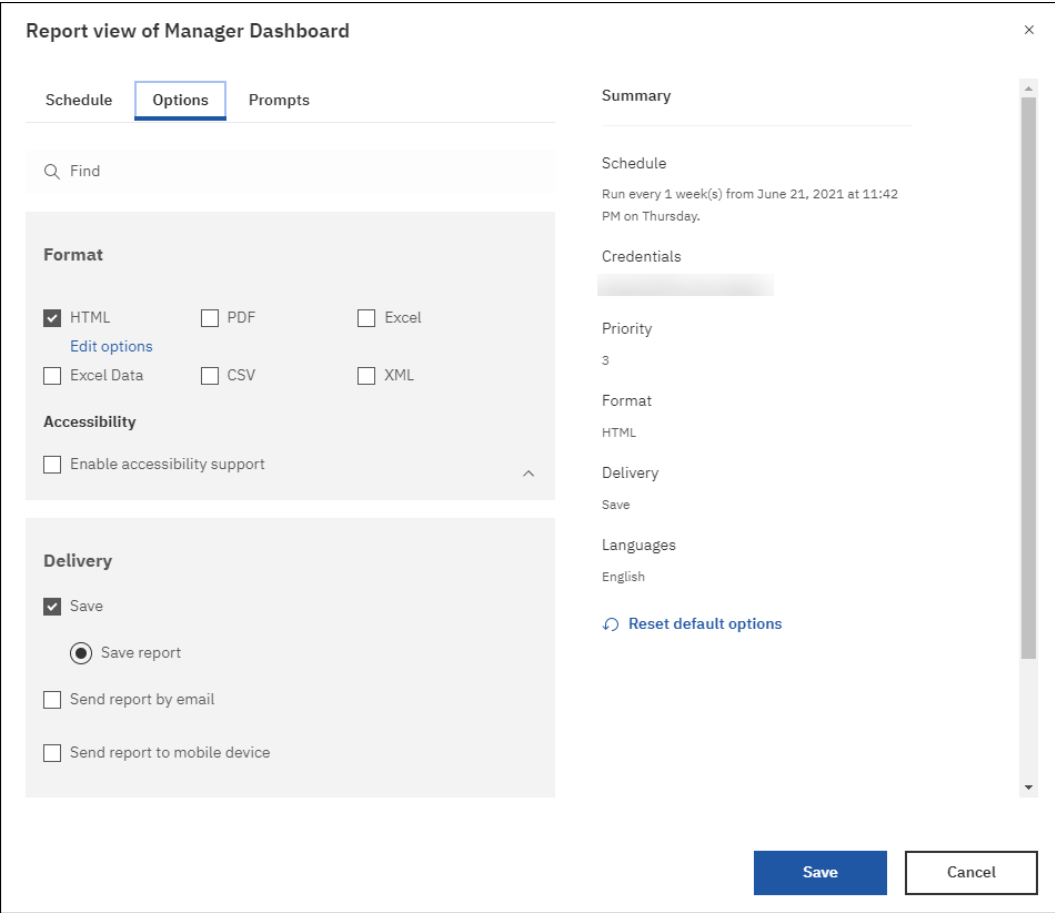 Report view of Manager Dashboard
Schedule Options Prompts
Find
Format
HTML PDF Excel
Edit options
Excel Data CSV XML
Accessibility
Enable accessibility support
Delivery
Save
Save report
Send report by email
Send report to mobile device
Summary
Schedule
Run every 1 week(s) from June 21, 2021 at 11:42
PM on Thursday.
Credentials
Priority
3
Format
HTML
Delivery
Save
Languages
English
Reset default options
Save Cancel